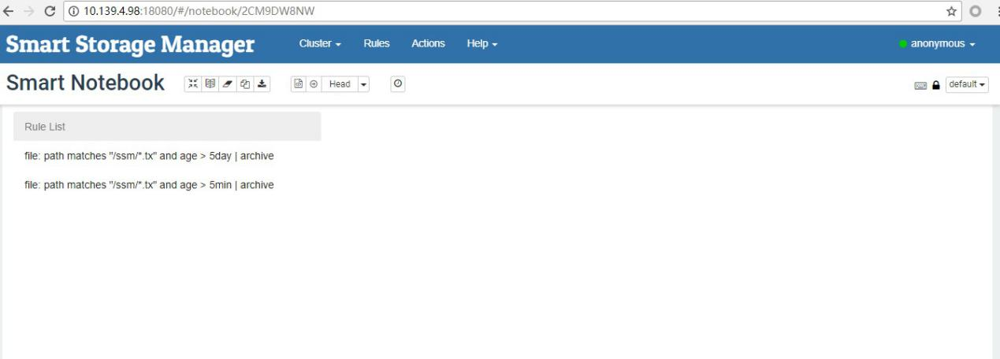 10.139.4.98:18080/#/notebook/2CM9DW8NW
Smart Storage Manager Cluster Rules Actions Help anonymous
Smart Notebook Head default
Rule List
file: path matches "/ssm/*.tx" and age > 5day | archive
file: path matches "/ssm/*.tx" and age > 5min | archive